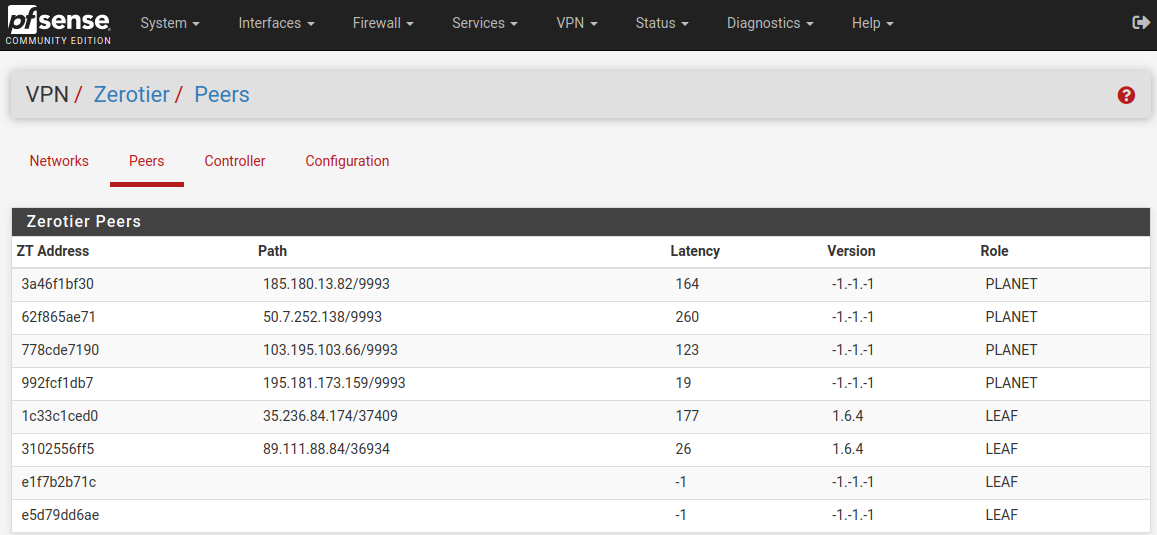 pfsense
COMMUNITY EDITION
System Interfaces Firewall Services VPN Status Diagnostics Help
VPN / Zerotier / Peers
Networks Peers Controller Configuration
Zerotier Peers
ZT Address Path Latency Version Role
3a46f1bf30 185.180.13.82/9993 164 -1.-1.-1 PLANET
62f865ae71 50.7.252.138/9993 260 -1.-1.-1 PLANET
778cde7190 103.195.103.66/9993 123 -1.-1.-1 PLANET
992fcf1db7 195.181.173.159/9993 19 -1.-1.-1 PLANET
1c33c1ced0 35.236.84.174/37409 177 1.6.4 LEAF
3102556ff5 89.111.88.84/36934 26 1.6.4 LEAF
e1f7b2b71c -1 -1.-1.-1 LEAF
e5d79dd6ae -1 -1.-1.-1 LEAF